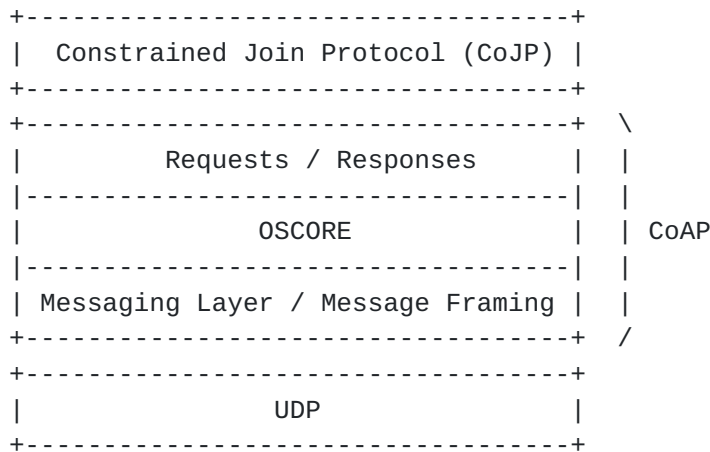 +-----------------------------------+
|  Constrained Join Protocol (CoJP) |
+-----------------------------------+
+-----------------------------------+  \
|         Requests / Responses      |  |
|-----------------------------------|  |
|               OSCORE              |  | CoAP
|-----------------------------------|  |
| Messaging Layer / Message Framing |  |
+-----------------------------------+  /
+-----------------------------------+
|                UDP                |
+-----------------------------------+